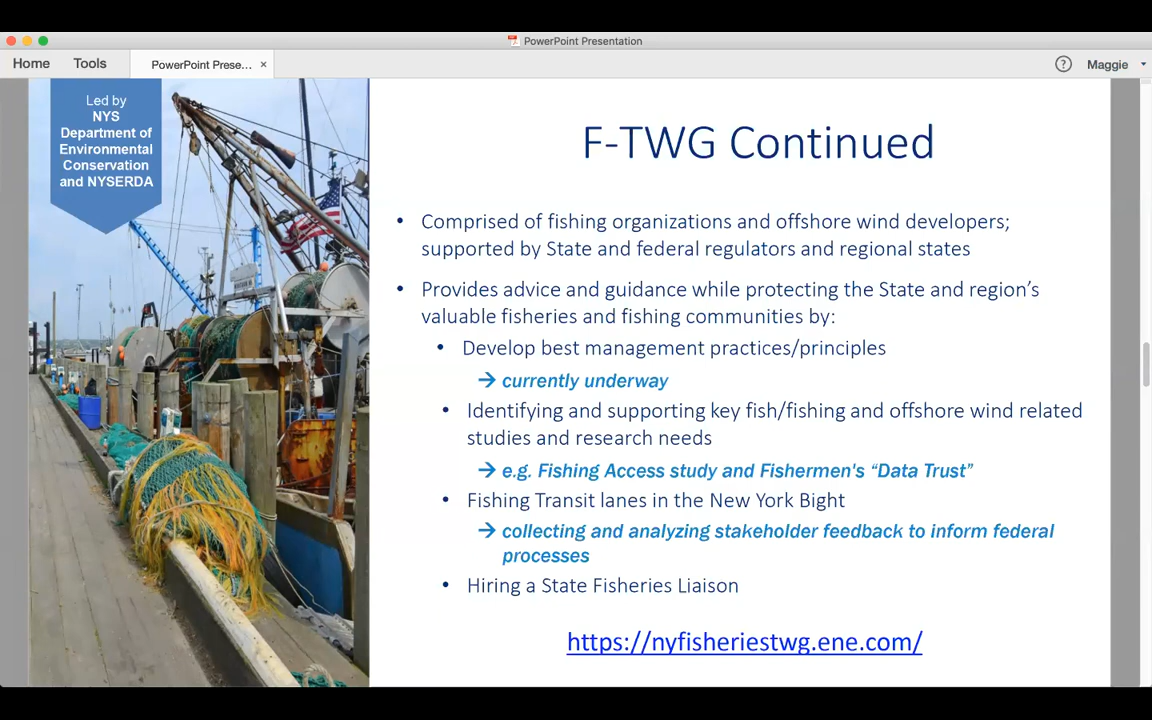 PowerPoint Presentation
Home Tools PowerPoint Prese... × ? Maggie
Led by
NYS
Department of
Environmental
Conservation
and NYSERDA
F-TWG Continued
• Comprised of fishing organizations and offshore wind developers;
supported by State and federal regulators and regional states
• Provides advice and guidance while protecting the State and region’s
valuable fisheries and fishing communities by:
• Develop best management practices/principles
→ currently underway
• Identifying and supporting key fish/fishing and offshore wind related
studies and research needs
→ e.g. Fishing Access study and Fishermen's “Data Trust”
• Fishing Transit lanes in the New York Bight
→ collecting and analyzing stakeholder feedback to inform federal
processes
• Hiring a State Fisheries Liaison
https://nyfisheriestwg.ene.com/